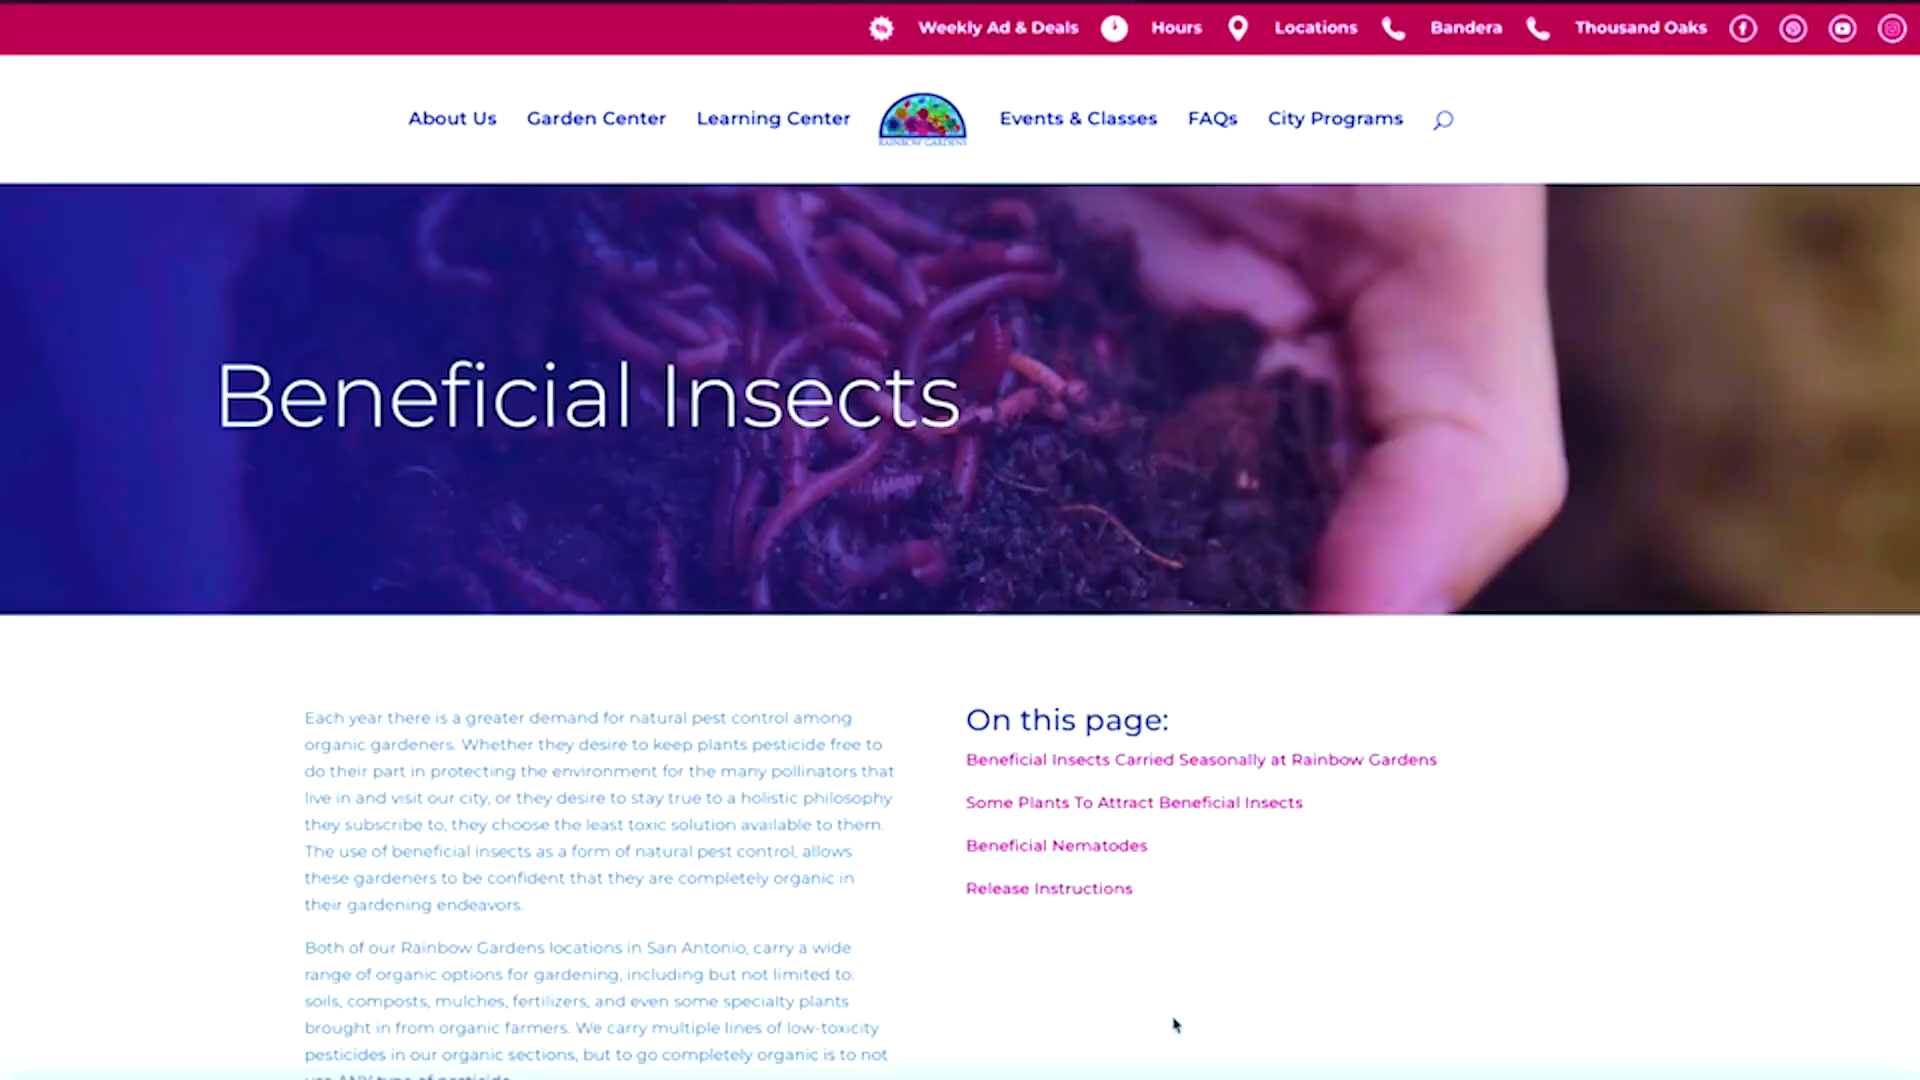 Weekly Ad & Deals Hours Locations Bandera Thousand Oaks
About Us Garden Center Learning Center RAINBOW GARDENS Events & Classes FAQs City Programs
Beneficial Insects
Each year there is a greater demand for natural pest control among
organic gardeners. Whether they desire to keep plants pesticide free to
do their part in protecting the environment for the many pollinators that
live in and visit our city, or they desire to stay true to a holistic philosophy
they subscribe to, they choose the least toxic solution available to them.
The use of beneficial insects as a form of natural pest control, allows
these gardeners to be confident that they are completely organic in
their gardening endeavors.
Both of our Rainbow Gardens locations in San Antonio, carry a wide
range of organic options for gardening, including but not limited to:
soils, composts, mulches, fertilizers, and even some specialty plants
brought in from organic farmers. We carry multiple lines of low-toxicity
pesticides in our organic sections, but to go completely organic is to not
use ANY type of pesticide.
On this page:
Beneficial Insects Carried Seasonally at Rainbow Gardens
Some Plants To Attract Beneficial Insects
Beneficial Nematodes
Release Instructions